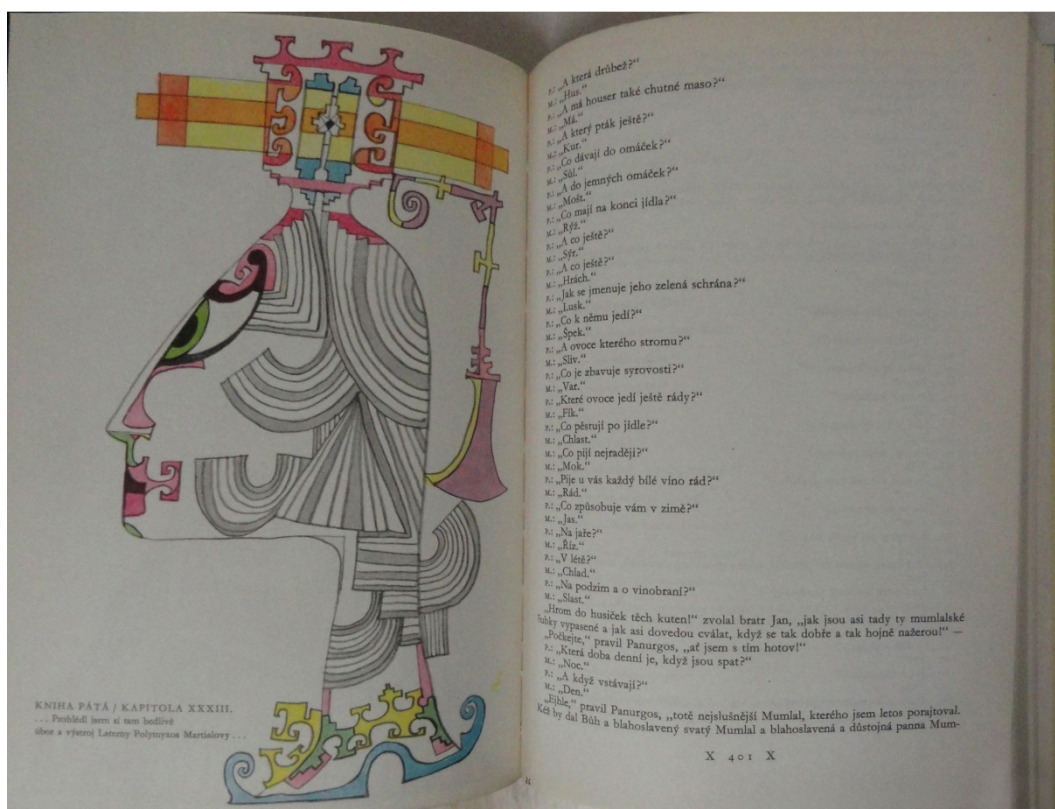 KNIHA PÁTÁ / KAPITOLA XXXIII.
... Prohlédl jsem si tam bedlivě
úbor a výstroj Laterny Polymyxos Martialovy ...
P.: „A která drůbež?“
M.: „Hus.“
P.: „A má houser také chutné maso?“
M.: „Má.“
P.: „A který pták ještě?“
M.: „Kur.“
P.: „Co dávají do omáček?“
M.: „Sůl.“
P.: „A do jemných omáček?“
M.: „Mošt.“
P.: „Co mají na konci jídla?“
M.: „Rýž.“
P.: „A co ještě?“
M.: „Sýr.“
P.: „A co ještě?“
M.: „Hrách.“
P.: „Jak se jmenuje jeho zelená schrána?“
M.: „Lusk.“
P.: „Co k němu jedí?“
M.: „Špek.“
P.: „A ovoce kterého stromu?“
M.: „Sliv.“
P.: „Co je zbavuje syrovosti?“
M.: „Var.“
P.: „Které ovoce jedí ještě rády?“
M.: „Fík.“
P.: „Co pěstují po jídle?“
M.: „Chlast.“
P.: „Co pijí nejraději?“
M.: „Mok.“
P.: „Pije u vás každý bílé víno rád?“
M.: „Rád.“
P.: „Co způsobuje vám v zimě?“
M.: „Jas.“
P.: „Na jaře?“
M.: „Říz.“
P.: „V létě?“
M.: „Chlad.“
P.: „Na podzim a o vinobraní?“
M.: „Slast.“
„Hrom do husiček těch kuten!“ zvolal bratr Jan, „jak jsou asi tady ty mumlalské
šubky vypasené a jak asi dovedou cválat, když se tak dobře a tak hojně nažerou!“ —
„Počkejte,“ pravil Panurgos, „ať jsem s tím hotov!“
P.: „Která doba denní je, když jsou spat?“
M.: „Noc.“
P.: „A když vstávají?“
M.: „Den.“
„Ejhle,“ pravil Panurgos, „totě nejslušnější Mumlal, kterého jsem letos porajtoval.
Kéž by dal Bůh a blahoslavený svatý Mumlal a blahoslavená a důstojná panna Mum-
X 401 X